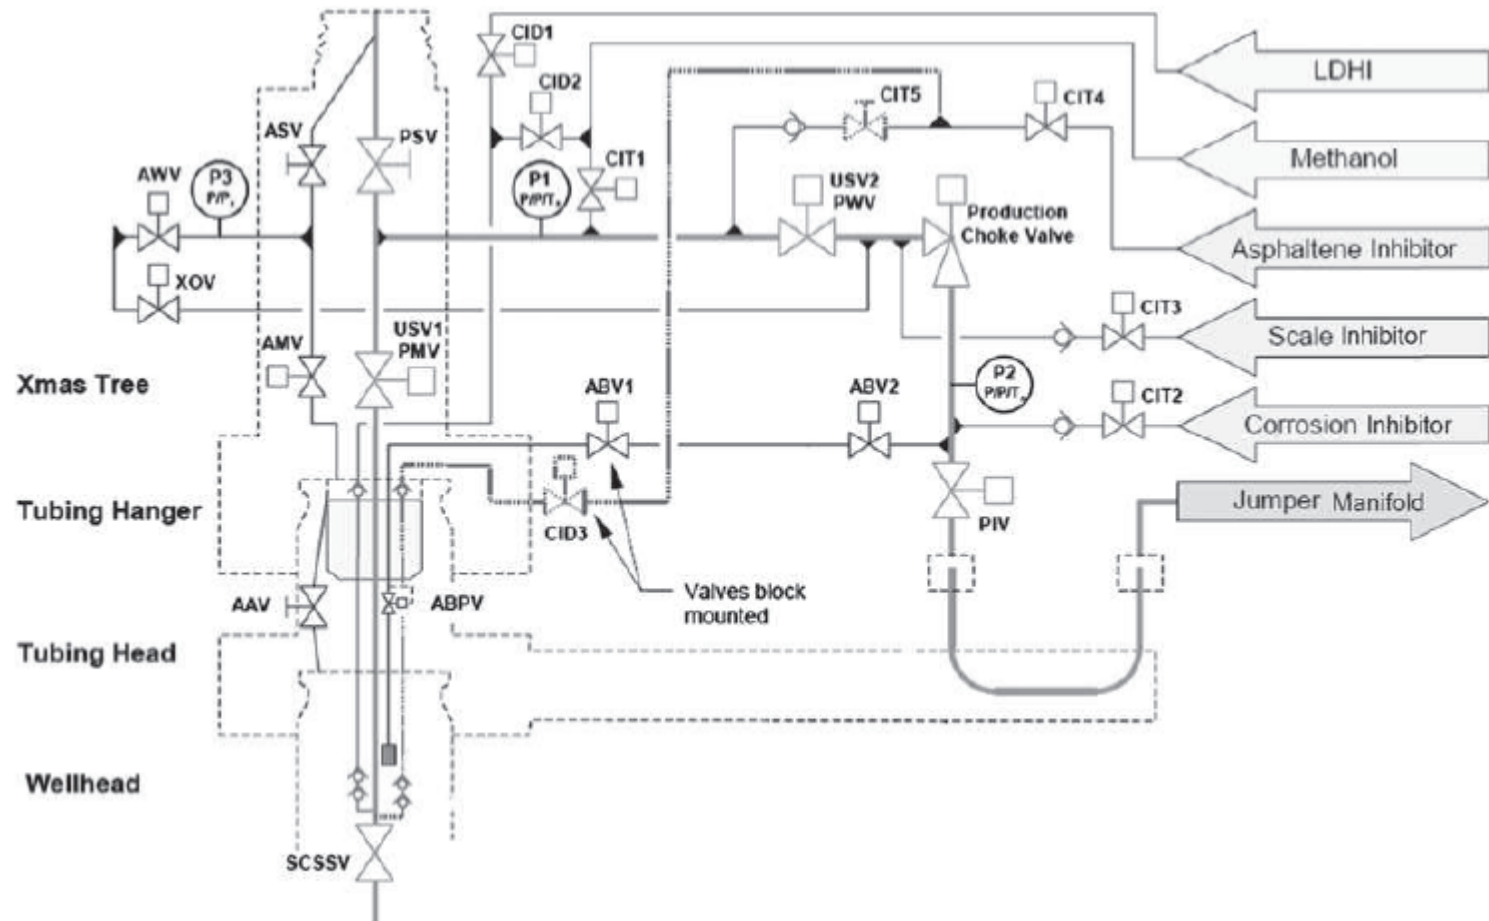 CID1
LDHI
CID2
CIT5
CIT4
ASV
PSV
CIT1
Methanol
AWV
P3
P/P,
P1
P/P/T,
USV2
PWV
Production
Choke Valve
Asphaltene Inhibitor
XOV
CIT3
Scale Inhibitor
AMV
USV1
PMV
Xmas Tree
ABV1
ABV2
P2
P/P/T,
CIT2
Corrosion Inhibitor
Tubing Hanger
CID3
PIV
Jumper Manifold
AAV
ABPV
Valves block
mounted
Tubing Head
Wellhead
SCSSV